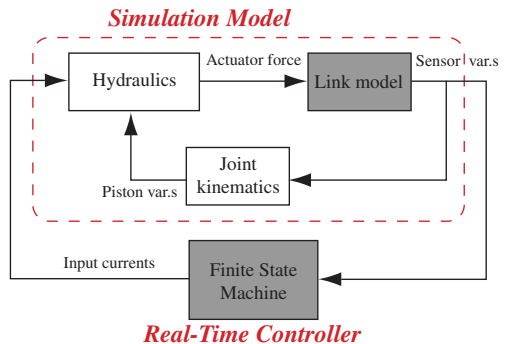 Simulation Model
Hydraulics
Actuator force
Link model
Sensor var.s
Joint
kinematics
Piston var.s
Input currents
Finite State
Machine
Real-Time Controller